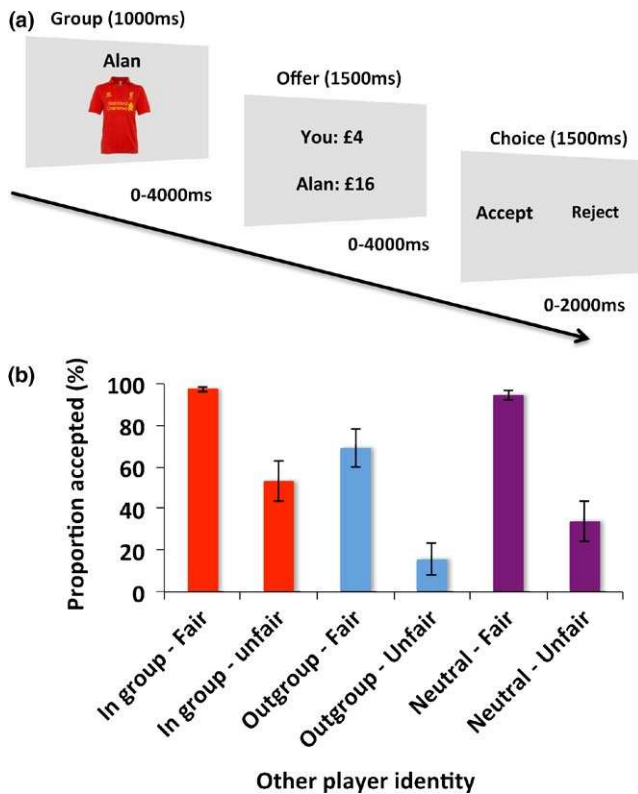 (a)
Group (1000ms)
Alan
Offer (1500ms)
You: £4
Alan: £16
Choice (1500ms)
Accept Reject
0-4000ms
0-4000ms
0-2000ms
(b)
Proportion accepted (%)
100
80
60
40
20
0
In group - Fair
In group - unfair
Outgroup - Fair
Outgroup - Unfair
Neutral - Fair
Neutral - Unfair
Other player identity